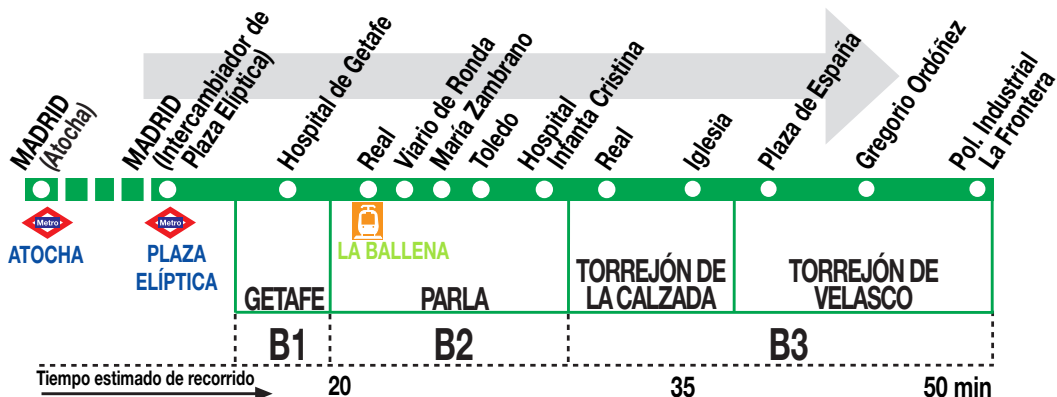 MADRID
(Atocha)
MADRID
(Intercambiador de
Plaza Elíptica)
Hospital de Getafe
Real
Viario de Ronda
María Zambrano
Toledo
Hospital
Infanta Cristina
Real
Iglesia
Plaza de España
Gregorio Ordóñez
Pol. Industrial
La Frontera
Metro
ATOCHA
Metro
PLAZA
ELÍPTICA
LA BALLENA
GETAFE
PARLA
TORREJÓN DE
LA CALZADA
TORREJÓN DE
VELASCO
B1
B2
B3
Tiempo estimado de recorrido
20
35
50 min